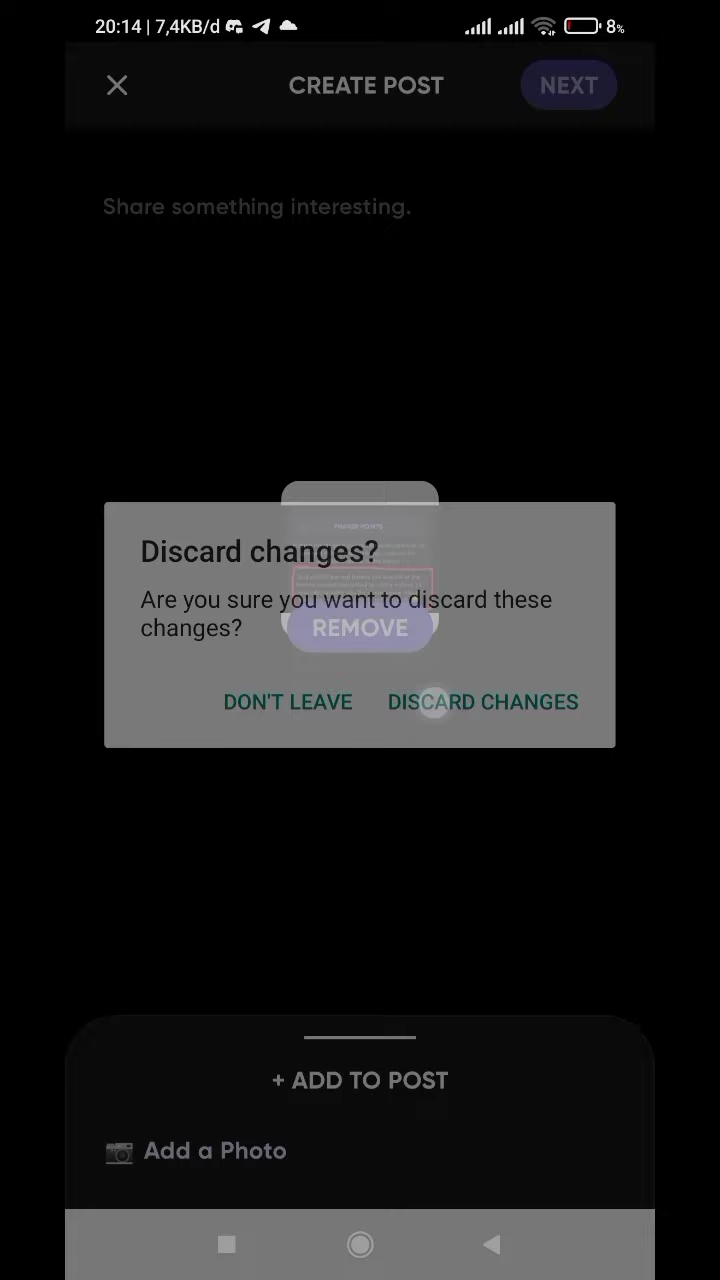 20:14 | 7,4KB/d
8%
CREATE POST
NEXT
Share something interesting.
Discard changes?
Are you sure you want to discard these
changes?
REMOVE
DON'T LEAVE
DISCARD CHANGES
+ ADD TO POST
Add a Photo